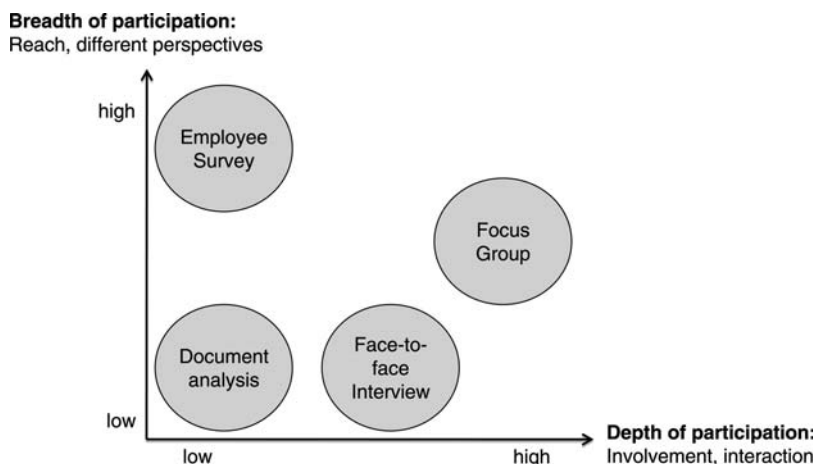 Breadth of participation:
Reach, different perspectives
high
Employee
Survey
Focus
Group
Document
analysis
Face-to-
face
Interview
low
low
high
Depth of participation:
Involvement, interaction